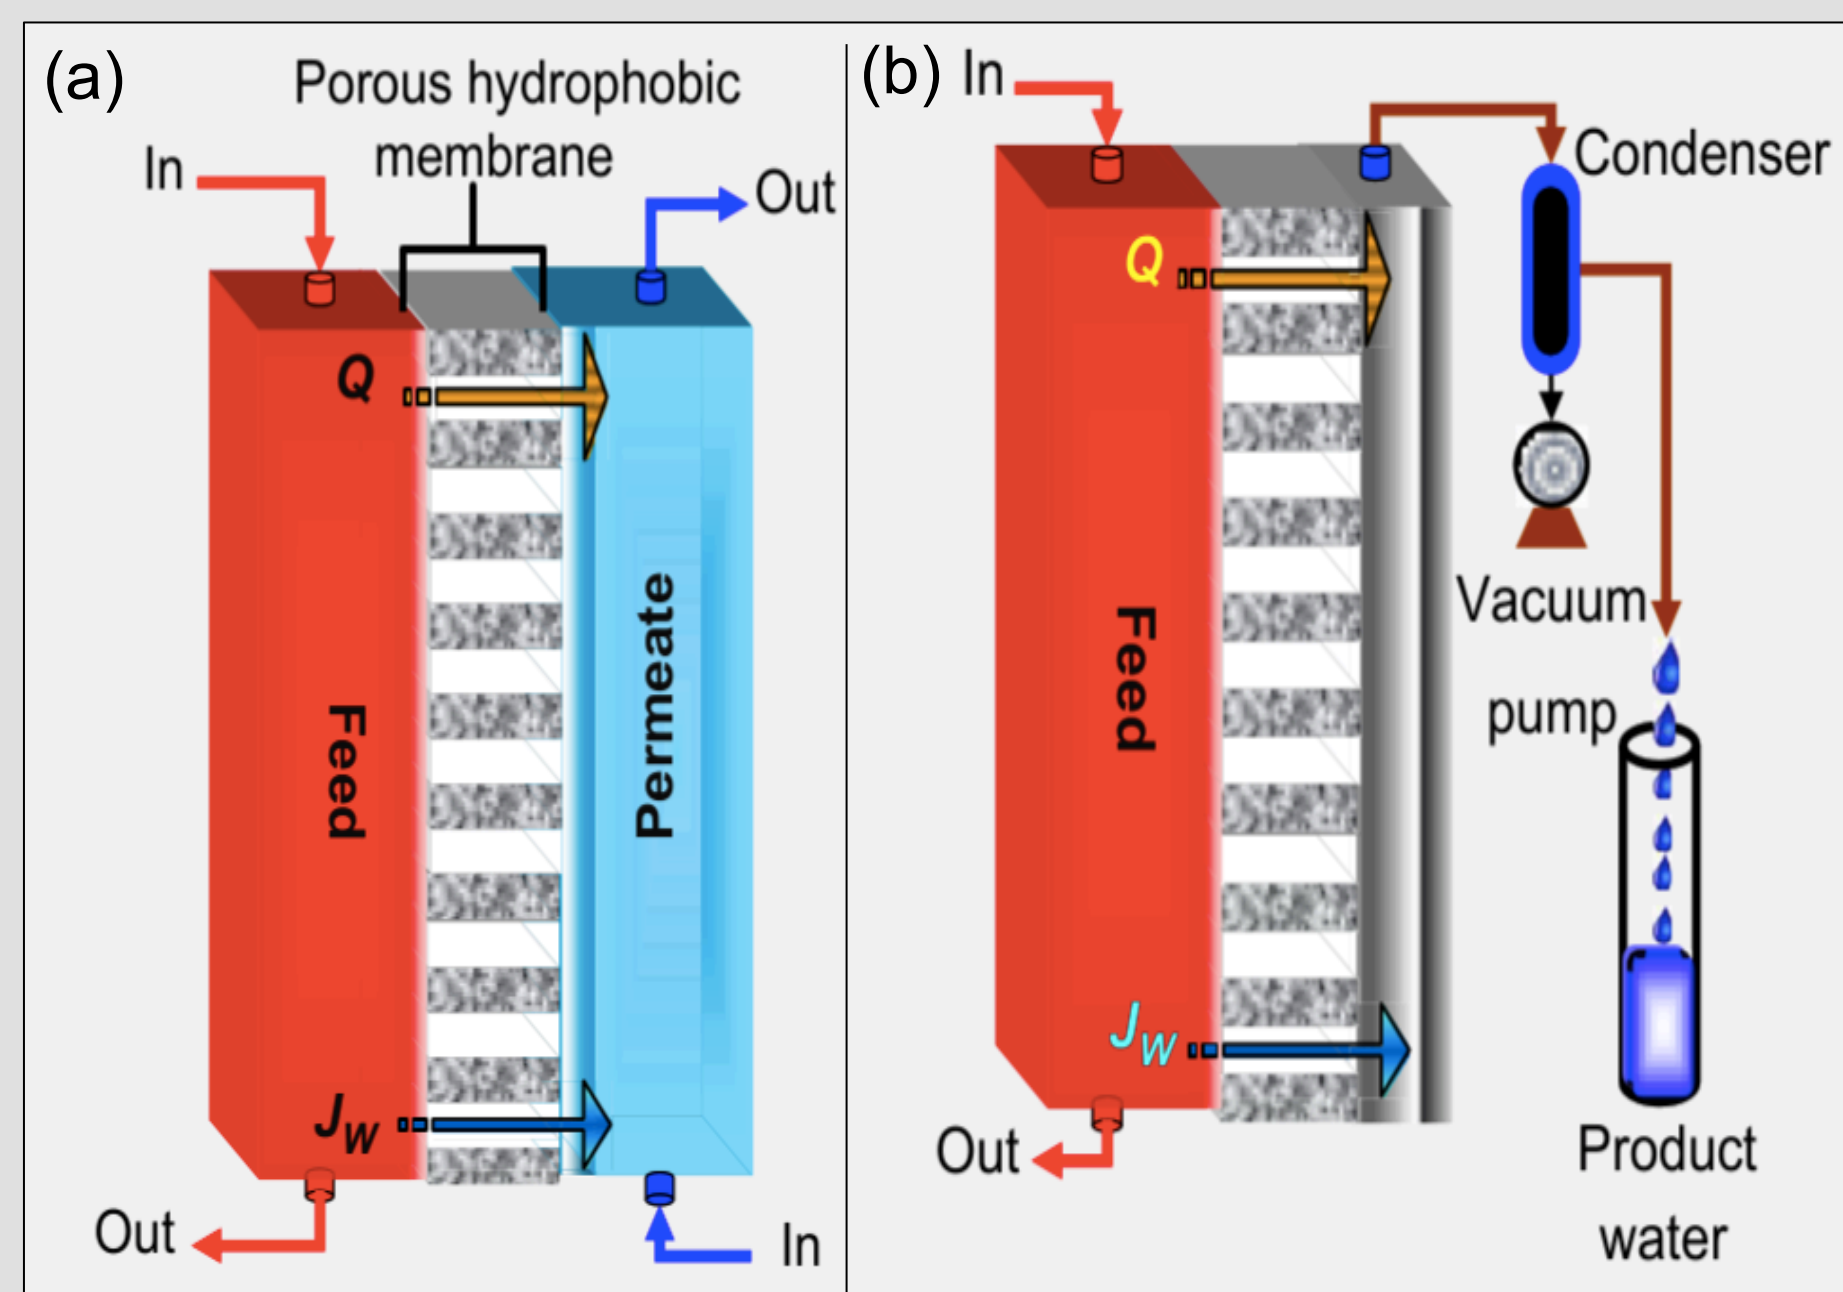 (a)
Porous hydrophobic
membrane
In
Out
Q
Feed
Permeate
JW
Out
In
(b)
In
Condenser
Q
Feed
Vacuum
pump
JW
Out
Product
water